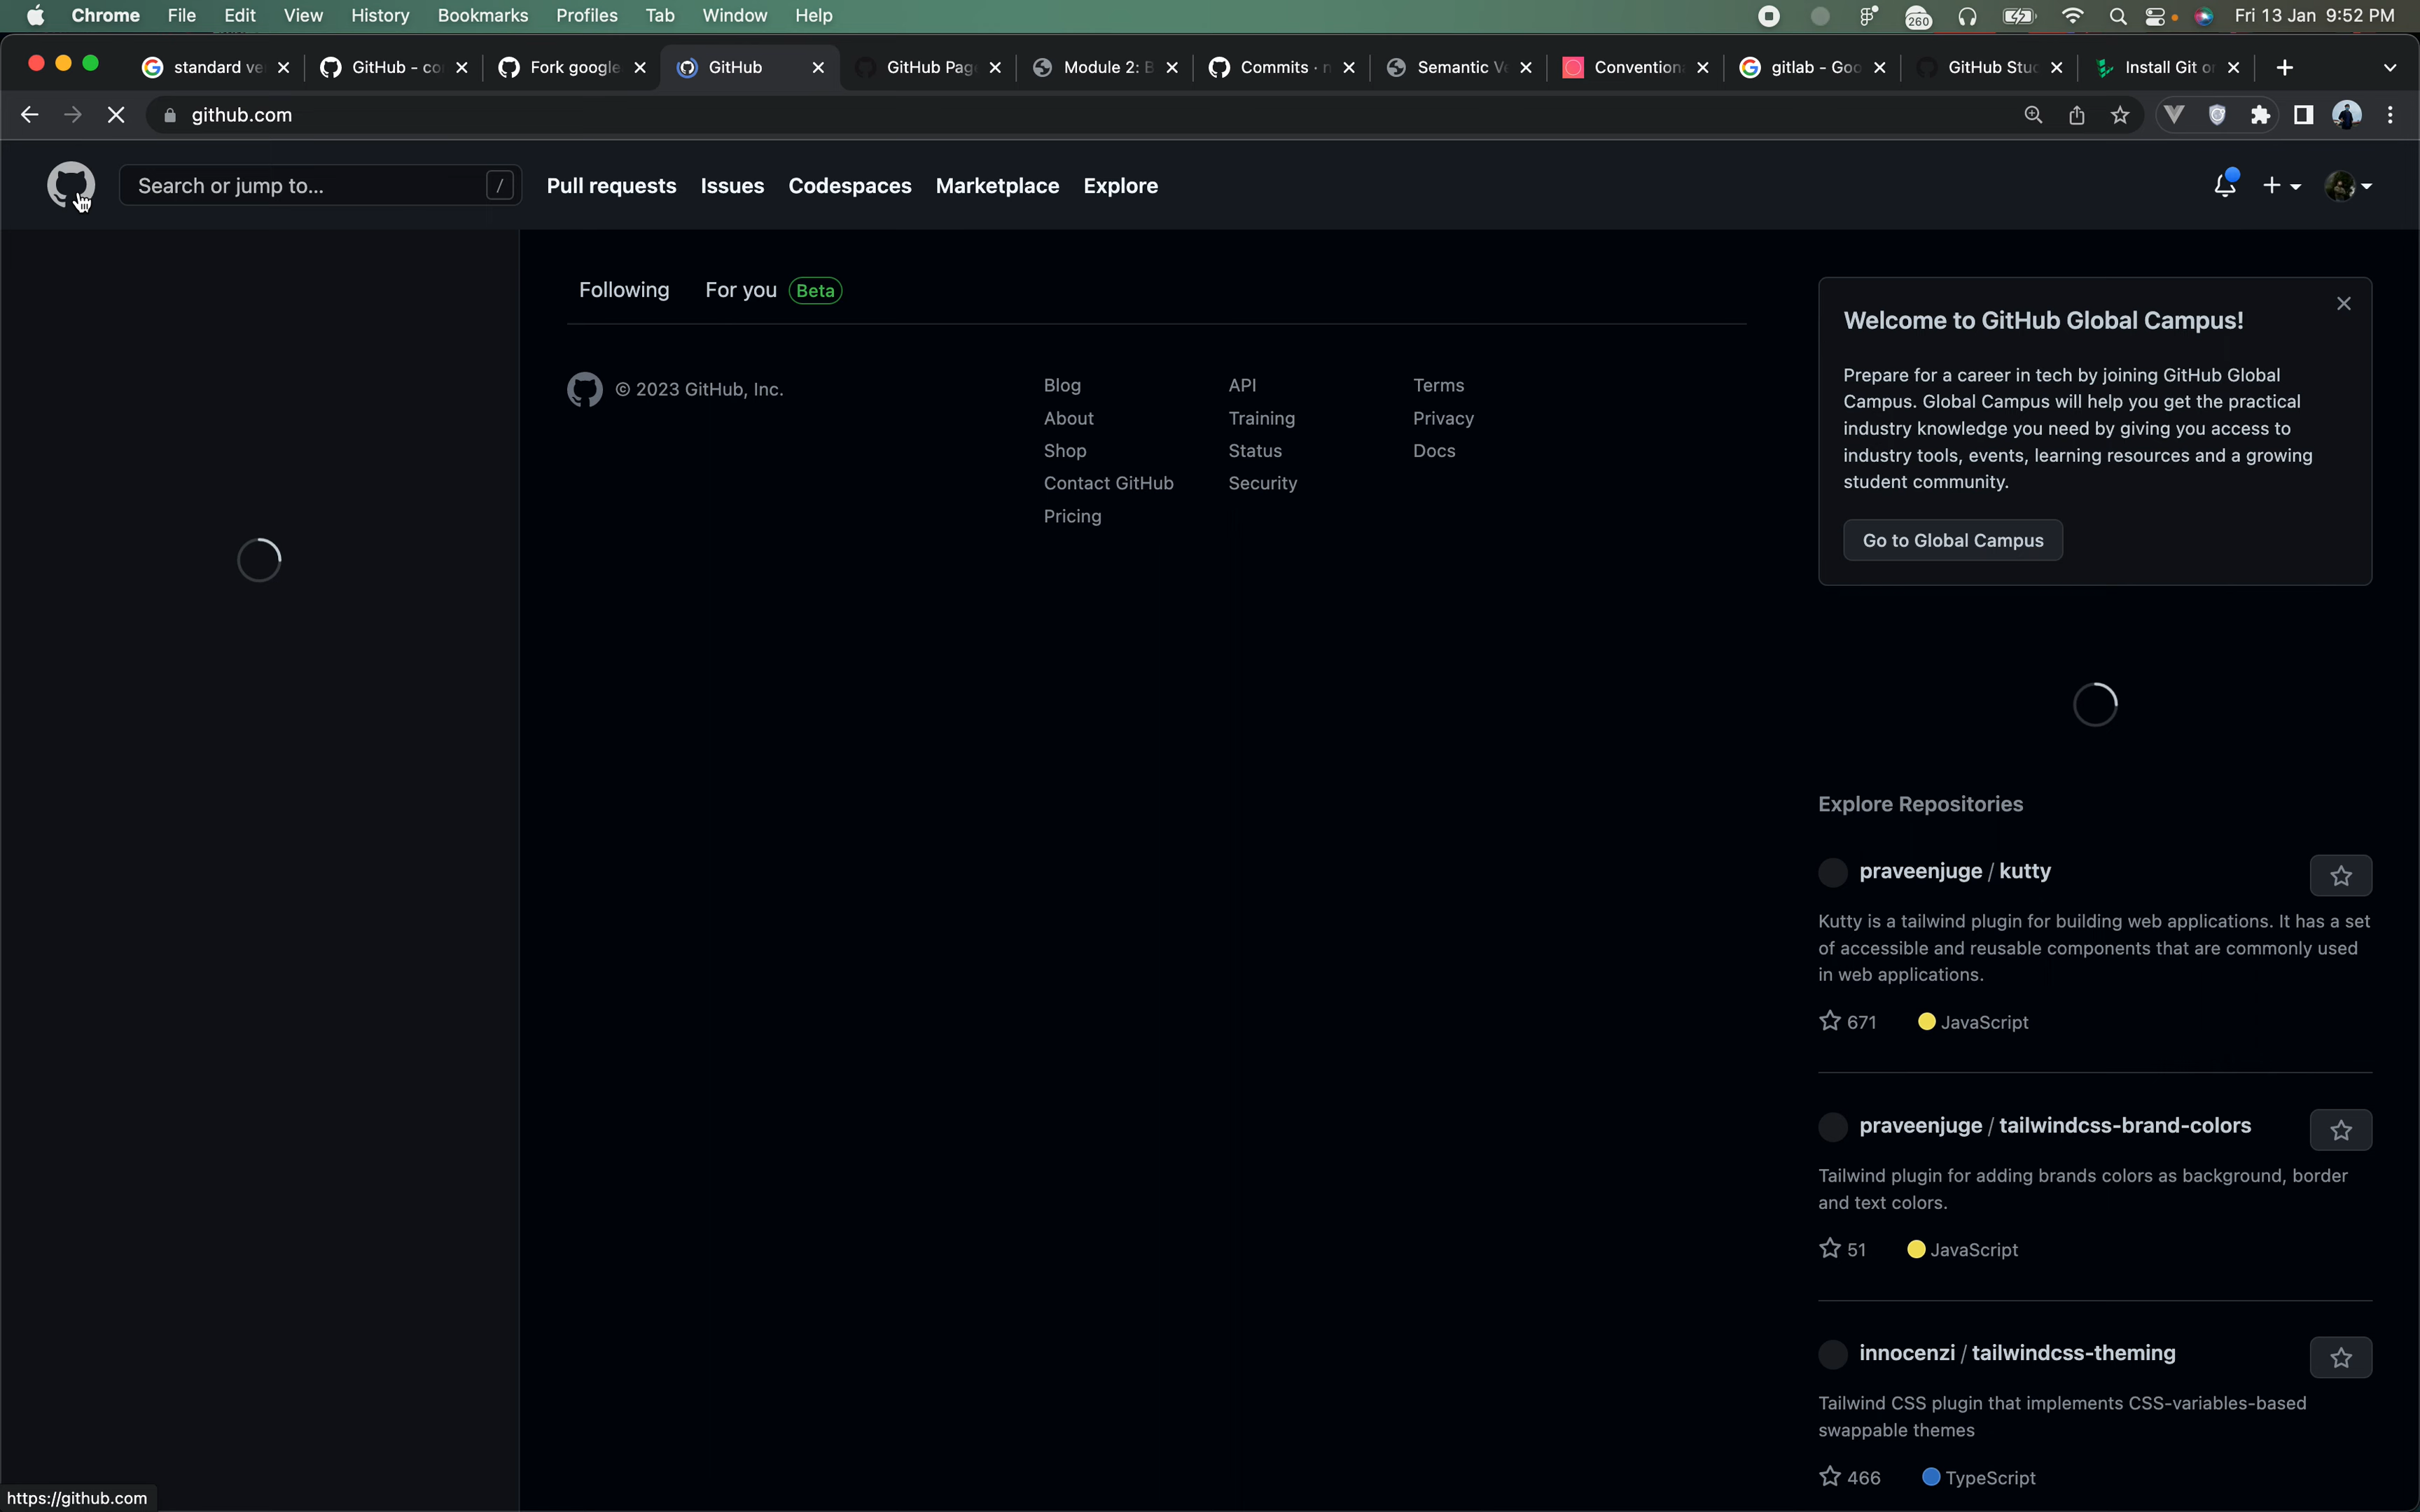 Chrome File Edit View History Bookmarks Profiles Tab Window Help 260 Fri 13 Jan 9:52 PM
standard ve GitHub - co Fork google GitHub GitHub Pag Module 2: B Commits · n Semantic Ve Convention gitlab - Goo GitHub Stud Install Git or
github.com
Search or jump to... / Pull requests Issues Codespaces Marketplace Explore
Following For you Beta
© 2023 GitHub, Inc.
Blog API Terms
About Training Privacy
Shop Status Docs
Contact GitHub Security
Pricing
Welcome to GitHub Global Campus!
Prepare for a career in tech by joining GitHub Global
Campus. Global Campus will help you get the practical
industry knowledge you need by giving you access to
industry tools, events, learning resources and a growing
student community.
Go to Global Campus
Explore Repositories
praveenjuge / kutty
Kutty is a tailwind plugin for building web applications. It has a set
of accessible and reusable components that are commonly used
in web applications.
671 JavaScript
praveenjuge / tailwindcss-brand-colors
Tailwind plugin for adding brands colors as background, border
and text colors.
51 JavaScript
innocenzi / tailwindcss-theming
Tailwind CSS plugin that implements CSS-variables-based
swappable themes
466 TypeScript
https://github.com